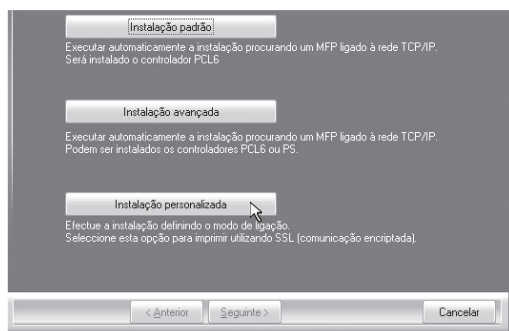 Instalação padrão
Executar automaticamente a instalação procurando um MFP ligado à rede TCP/IP.
Será instalado o controlador PCL6
Instalação avançada
Executar automaticamente a instalação procurando um MFP ligado à rede TCP/IP.
Podem ser instalados os controladores PCL6 ou PS.
Instalação personalizada
Efectue a instalação definindo o modo de ligação.
Seleccione esta opção para imprimir utilizando SSL (comunicação encriptada).
< Anterior Seguinte > Cancelar